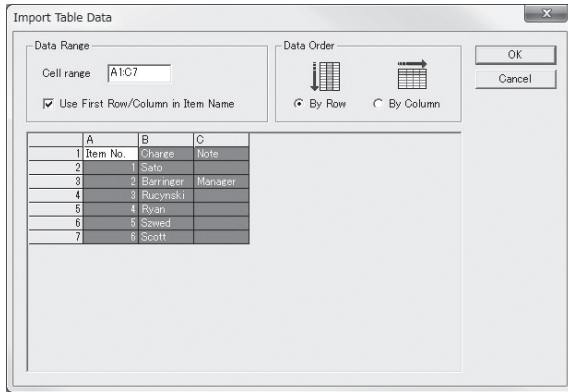 Import Table Data
Data Range
Cell range A1:C7
Use First Row/Column in Item Name
Data Order
By Row By Column
OK
Cancel
A B C
1 Item No. Charge Note
2 1 Sato
3 2 Barringer Manager
4 3 Rucynski
5 4 Ryan
6 5 Szwed
7 6 Scott